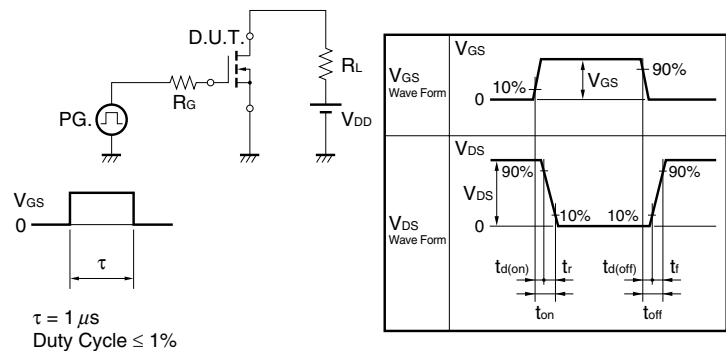 D.U.T.
RL
RG
PG.
VDD
VGS
0
τ
τ = 1 μs
Duty Cycle ≤ 1%
VGS
Wave Form
VGS
10%
VGS
90%
0
VDS
Wave Form
VDS
90%
VDS
90%
10%
10%
0
td(on)
tr
td(off)
tf
ton
toff